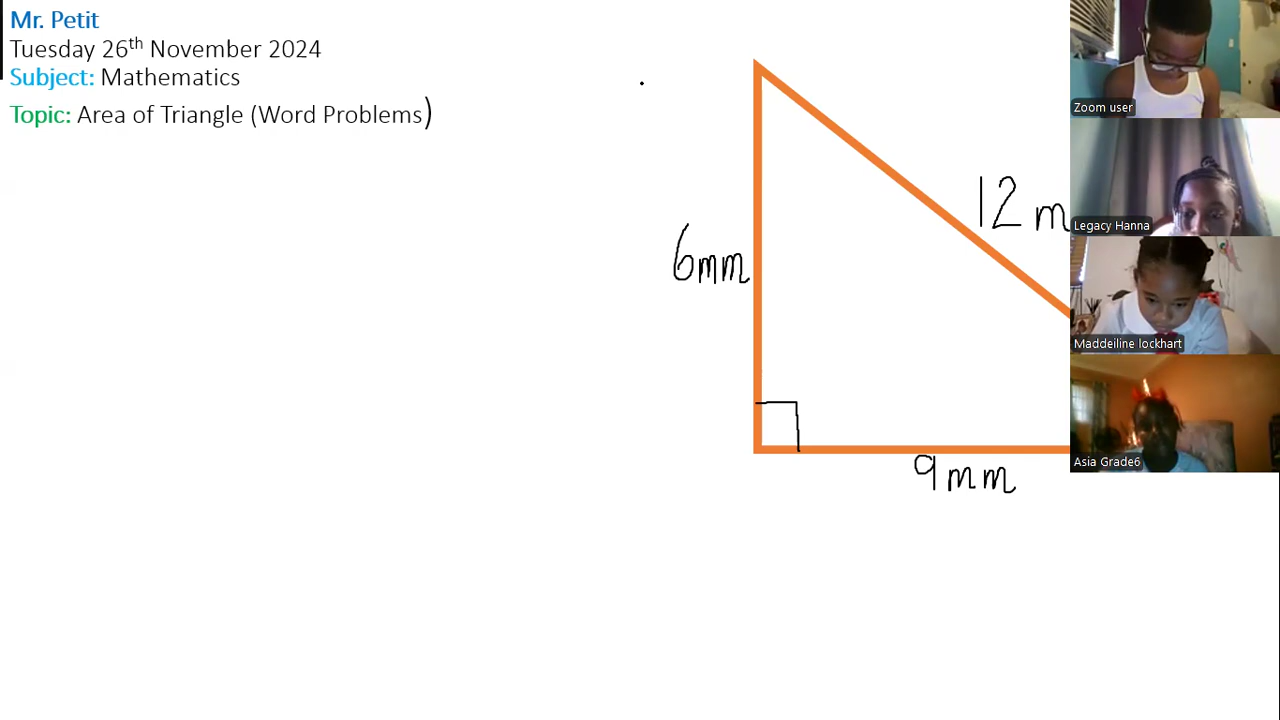 Mr. Petit
Tuesday 26th November 2024
Subject: Mathematics
Topic: Area of Triangle (Word Problems)
12 m
6mm
9mm
Zoom user
Legacy Hanna
Maddeiline lockhart
Asia Grade6